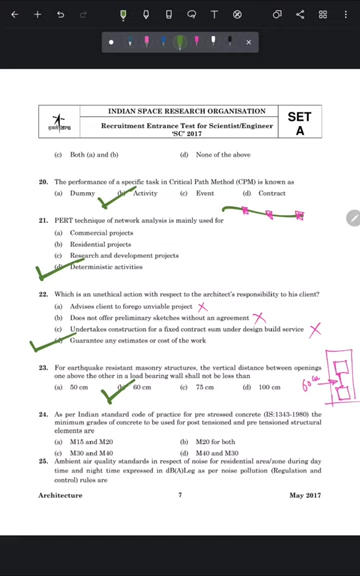 INDIAN SPACE RESEARCH ORGANISATION
Recruitment Entrance Test for Scientist/Engineer
'SC' 2017
SET
A
इसरो isro
(c) Both (a) and (b) (d) None of the above
20. The performance of a specific task in Critical Path Method (CPM) is known as
(a) Dummy (b) Activity (c) Event (d) Contract
21. PERT technique of network analysis is mainly used for
(a) Commercial projects
(b) Residential projects
(c) Research and development projects
(d) Deterministic activities
22. Which is an unethical action with respect to the architect's responsibility to his client?
(a) Advises client to forego unviable project
(b) Does not offer preliminary sketches without an agreement
(c) Undertakes construction for a fixed contract sum under design build service
Guarantee any estimates or cost of the work
23. For earthquake resistant masonry structures, the vertical distance between openings
one above the other in a load bearing wall shall not be less than
(a) 50 cm (b) 60 cm (c) 75 cm (d) 100 cm
60 cm
24. As per Indian standard code of practice for pre stressed concrete (IS:1343-1980) the
minimum grades of concrete to be used for post tensioned and pre tensioned structural
elements are
(a) M15 and M20 (b) M20 for both
(c) M30 and M40 (d) M40 and M30
25. Ambient air quality standards in respect of noise for residential area/zone during day
time and night time expressed in dB(A)Leg as per noise pollution (Regulation and
control) rules are
Architecture 7 May 2017